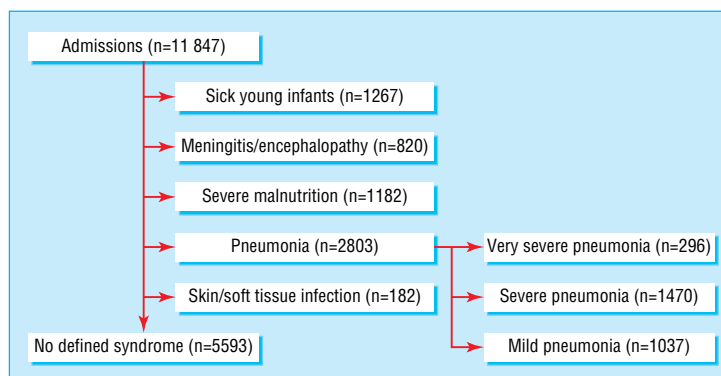 Admissions (n=11 847)
Sick young infants (n=1267)
Meningitis/encephalopathy (n=820)
Severe malnutrition (n=1182)
Pneumonia (n=2803)
Very severe pneumonia (n=296)
Skin/soft tissue infection (n=182)
Severe pneumonia (n=1470)
No defined syndrome (n=5593)
Mild pneumonia (n=1037)